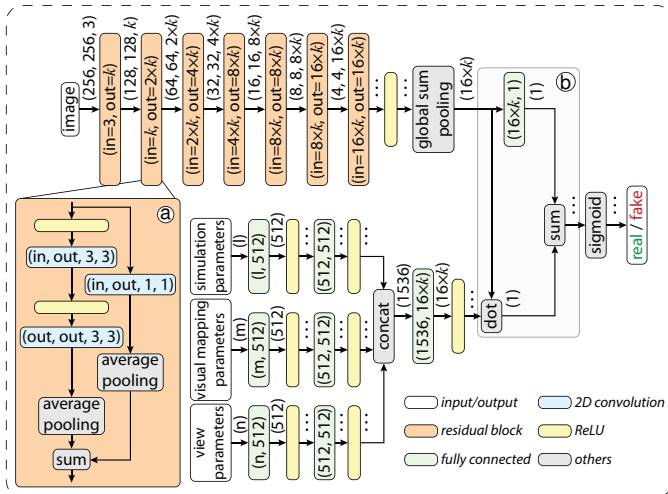 image
(256, 256, 3)
(in=3, out=k)
(128, 128, k)
(in=k, out=2×k)
(64, 64, 2×k)
(in=2×k, out=4×k)
(32, 32, 4×k)
(in=4×k, out=8×k)
(16, 16, 8×k)
(in=8×k, out=8×k)
(8, 8, 8×k)
(in=8×k, out=16×k)
(4, 4, 16×k)
(in=16×k, out=16×k)
......
global sum
pooling
(16×k)
(16×k, 1)
(1)
b
a
(in, out, 3, 3)
(in, out, 1, 1)
(out, out, 3, 3)
average
pooling
average
pooling
sum
simulation
parameters
(l)
(l, 512)
(512)
...
(512, 512)
...
visual mapping
parameters
(m)
(m, 512)
(512)
...
(512, 512)
...
view
parameters
(n)
(n, 512)
(512)
...
(512, 512)
...
concat
(1536)
(1536, 16×k)
(16×k)
...
dot
(1)
sum
...
sigmoid
...
real / fake
input/output
2D convolution
residual block
ReLU
fully connected
others